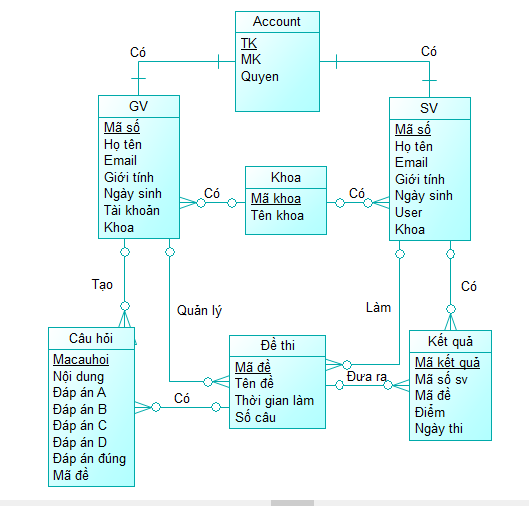 Account
TK
MK
Quyen
Có
Có
GV
Mã số
Họ tên
Email
Giới tính
Ngày sinh
Tài khoản
Khoa
SV
Mã số
Họ tên
Email
Giới tính
Ngày sinh
User
Khoa
Có
Khoa
Mã khoa
Tên khoa
Có
Tạo
Quản lý
Làm
Có
Câu hỏi
Macauhoi
Nội dung
Đáp án A
Đáp án B
Đáp án C
Đáp án D
Đáp án đúng
Mã đề
Có
Đề thi
Mã đề
Tên đề
Thời gian làm
Số câu
Đưa ra
Kết quả
Mã kết quả
Mã số sv
Mã đề
Điểm
Ngày thi